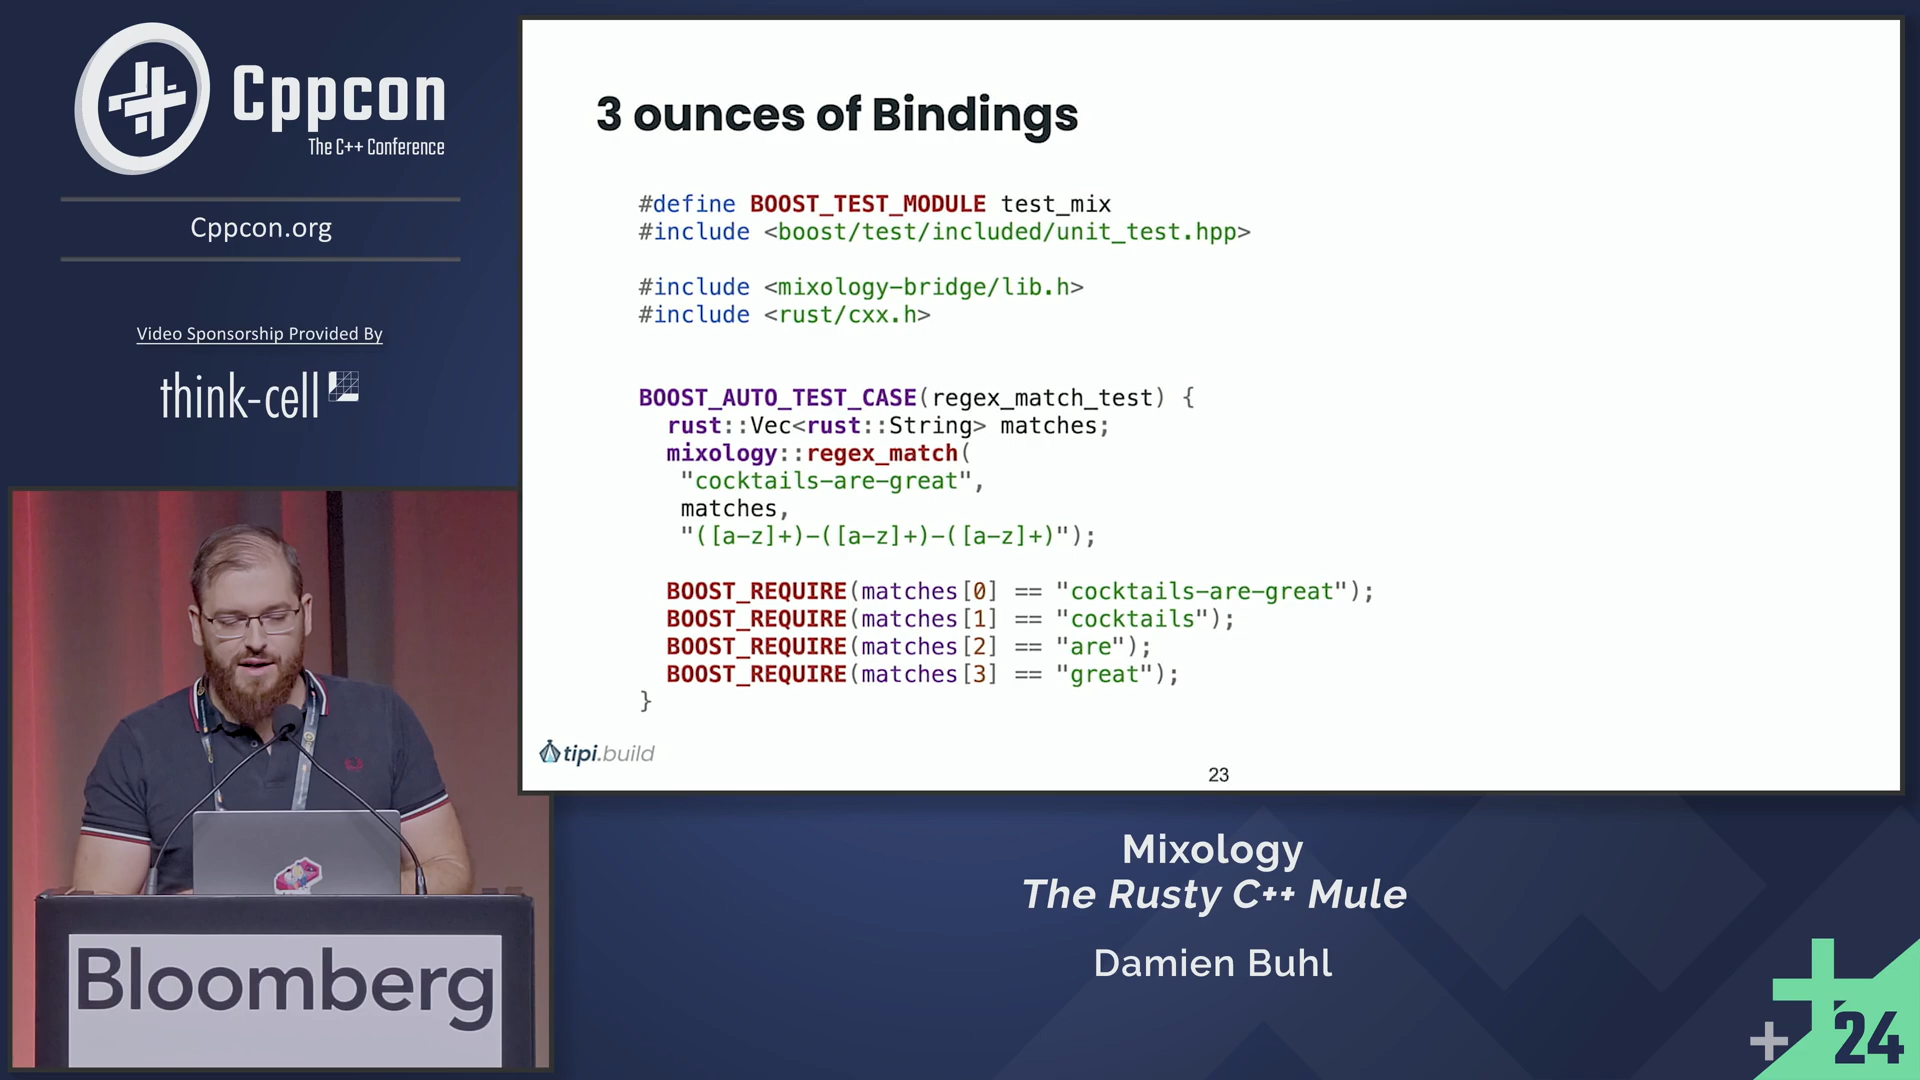 Cppcon
The C++ Conference
Cppcon.org
Video Sponsorship Provided By
think-cell
3 ounces of Bindings
#define BOOST_TEST_MODULE test_mix
#include <boost/test/included/unit_test.hpp>
#include <mixology-bridge/lib.h>
#include <rust/cxx.h>
BOOST_AUTO_TEST_CASE(regex_match_test) {
  rust::Vec<rust::String> matches;
  mixology::regex_match(
   "cocktails-are-great",
   matches,
   "([a-z]+)-([a-z]+)-([a-z]+)");
  BOOST_REQUIRE(matches[0] == "cocktails-are-great");
  BOOST_REQUIRE(matches[1] == "cocktails");
  BOOST_REQUIRE(matches[2] == "are");
  BOOST_REQUIRE(matches[3] == "great");
}
tipi.build
23
Bloomberg
Mixology
The Rusty C++ Mule
Damien Buhl
24